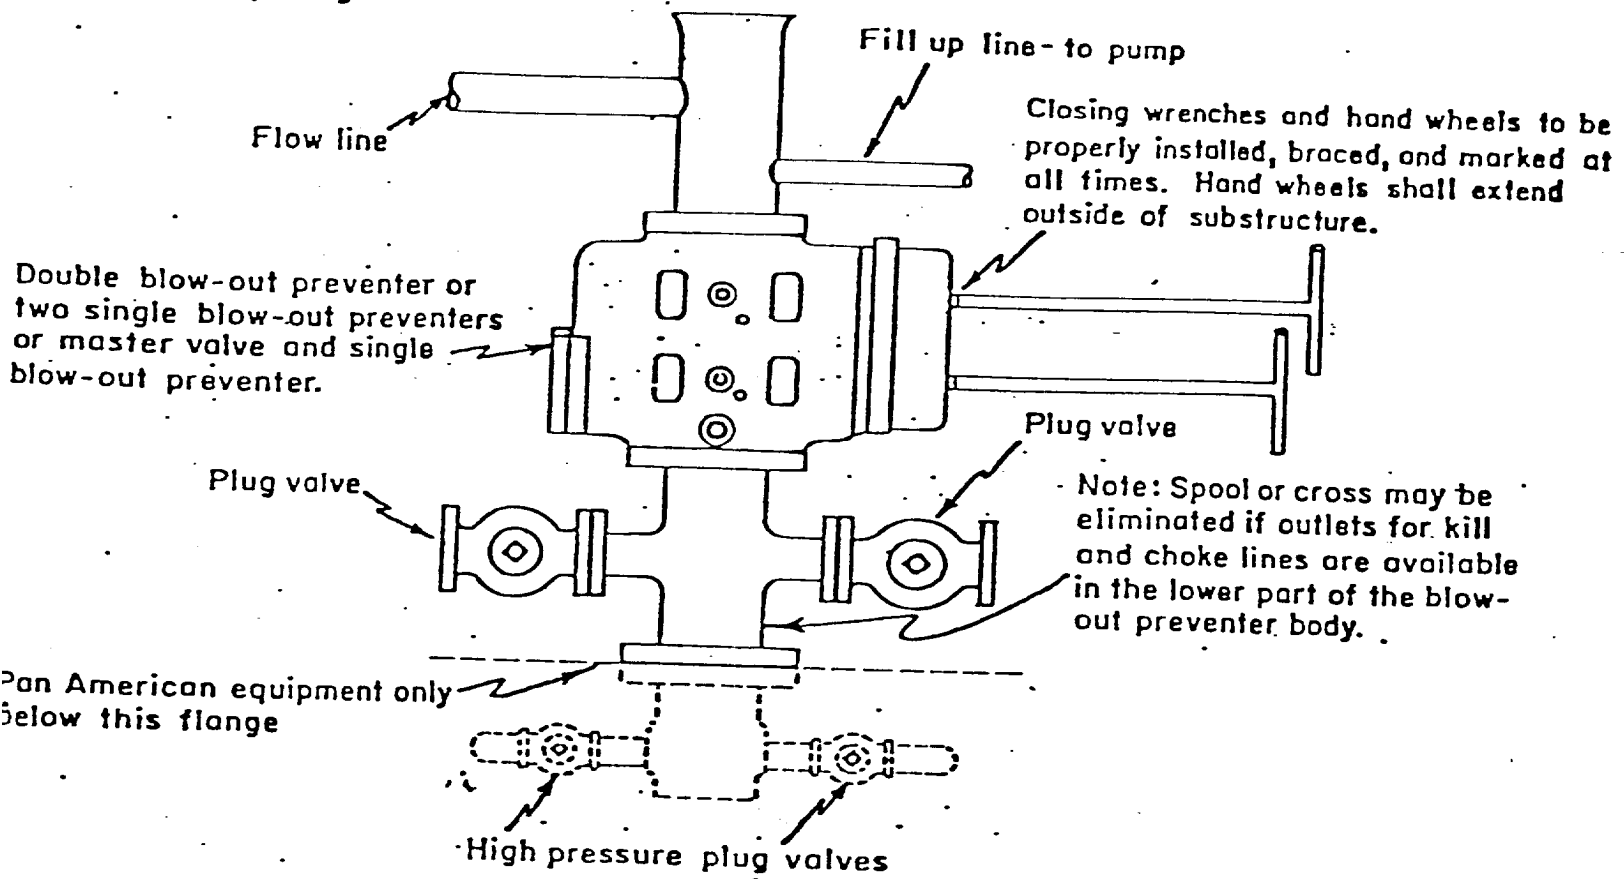 Fill up line - to pump
Flow line
Closing wrenches and hand wheels to be
properly installed, braced, and marked at
all times. Hand wheels shall extend
outside of substructure.
Double blow-out preventer or
two single blow-out preventers
or master valve and single
blow-out preventer.
Plug valve
Plug valve
Note: Spool or cross may be
eliminated if outlets for kill
and choke lines are available
in the lower part of the blow-
out preventer body.
Pan American equipment only
below this flange
High pressure plug valves